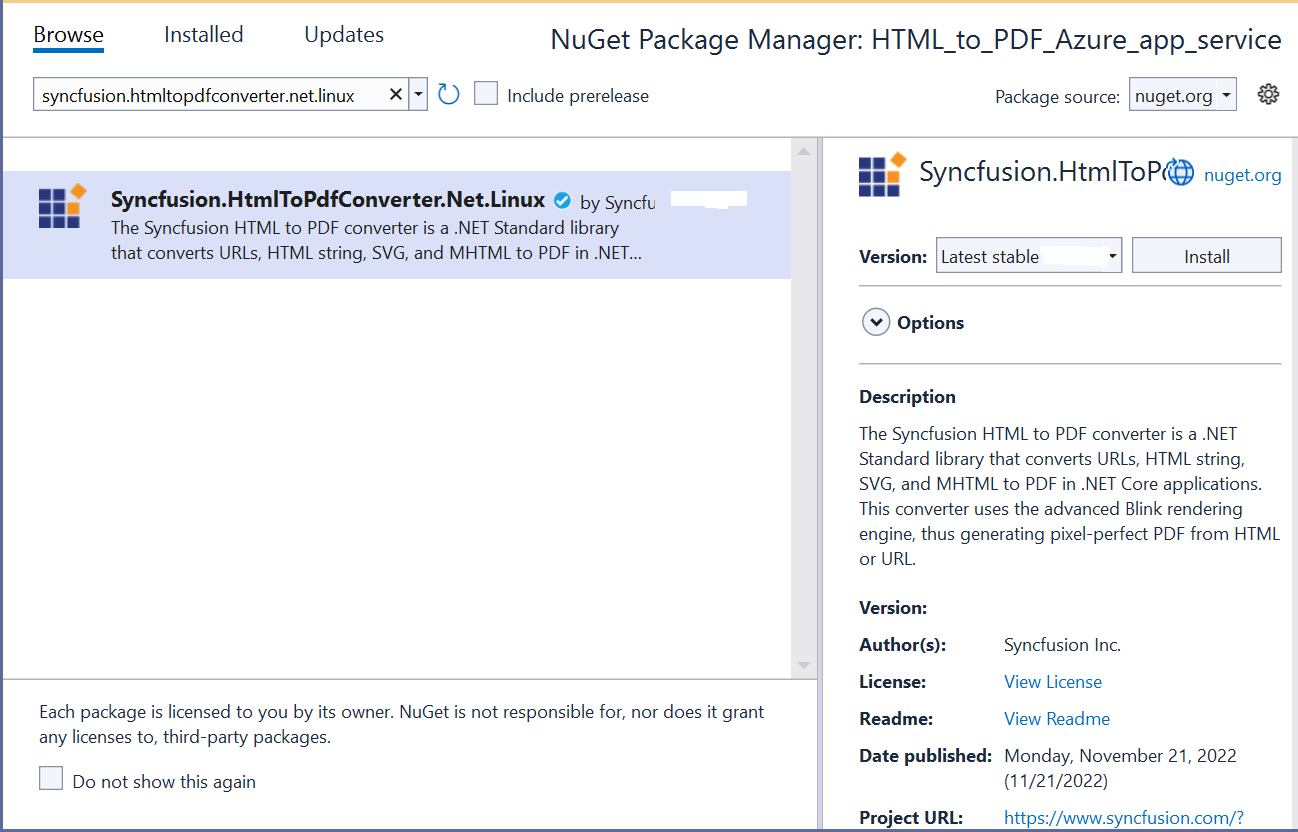 Browse Installed Updates
NuGet Package Manager: HTML_to_PDF_Azure_app_service
syncfusion.htmltopdfconverter.net.linux
Include prerelease
Package source: nuget.org
Syncfusion.HtmlToPdfConverter.Net.Linux by Syncfu
The Syncfusion HTML to PDF converter is a .NET Standard library
that converts URLs, HTML string, SVG, and MHTML to PDF in .NET...
Each package is licensed to you by its owner. NuGet is not responsible for, nor does it grant
any licenses to, third-party packages.
Do not show this again
Syncfusion.HtmlToP nuget.org
Version: Latest stable Install
Options
Description
The Syncfusion HTML to PDF converter is a .NET
Standard library that converts URLs, HTML string,
SVG, and MHTML to PDF in .NET Core applications.
This converter uses the advanced Blink rendering
engine, thus generating pixel-perfect PDF from HTML
or URL.
Version:
Author(s): Syncfusion Inc.
License: View License
Readme: View Readme
Date published: Monday, November 21, 2022
(11/21/2022)
Project URL: https://www.syncfusion.com/?